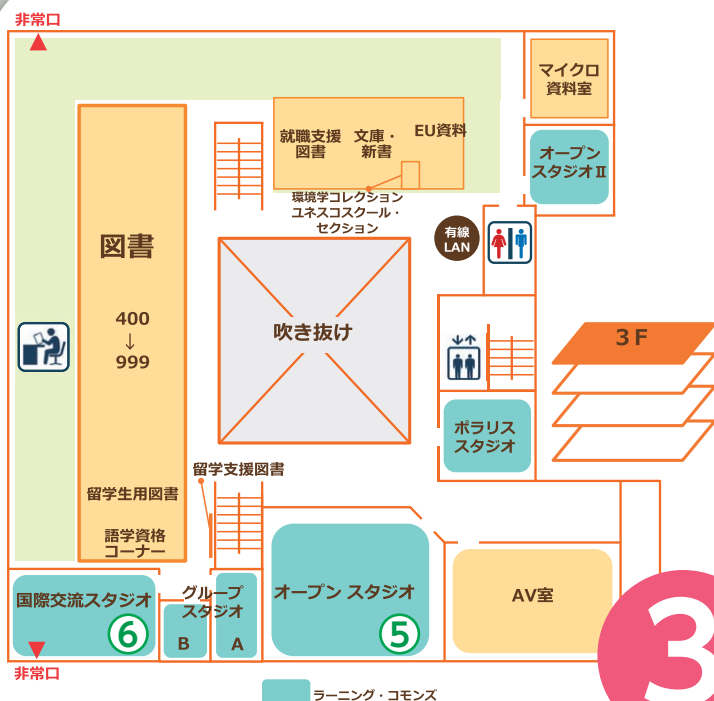 非常口
マイクロ
資料室
就職支援
図書
文庫・
新書
EU資料
オープン
スタジオⅡ
環境学コレクション
ユネスコスクール・
セクション
有線
LAN
図書
400
↓
999
吹き抜け
3F
ポラリス
スタジオ
留学支援図書
留学生用図書
語学資格
コーナー
国際交流スタジオ
6
グループ
スタジオ
B
A
オープン スタジオ
5
AV室
3
非常口
ラーニング・コモンズ